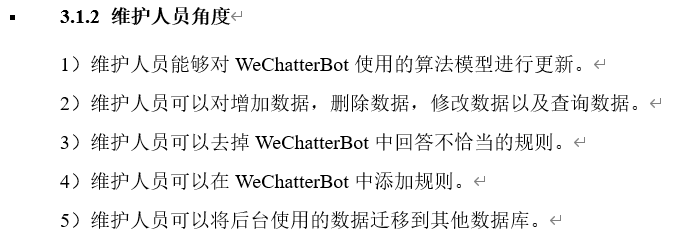 ▪ 3.1.2 维护人员角度↵
1）维护人员能够对 WeChatterBot 使用的算法模型进行更新。↵
2）维护人员可以对增加数据，删除数据，修改数据以及查询数据。↵
3）维护人员可以去掉 WeChatterBot 中回答不恰当的规则。↵
4）维护人员可以在 WeChatterBot 中添加规则。↵
5）维护人员可以将后台使用的数据迁移到其他数据库。↵